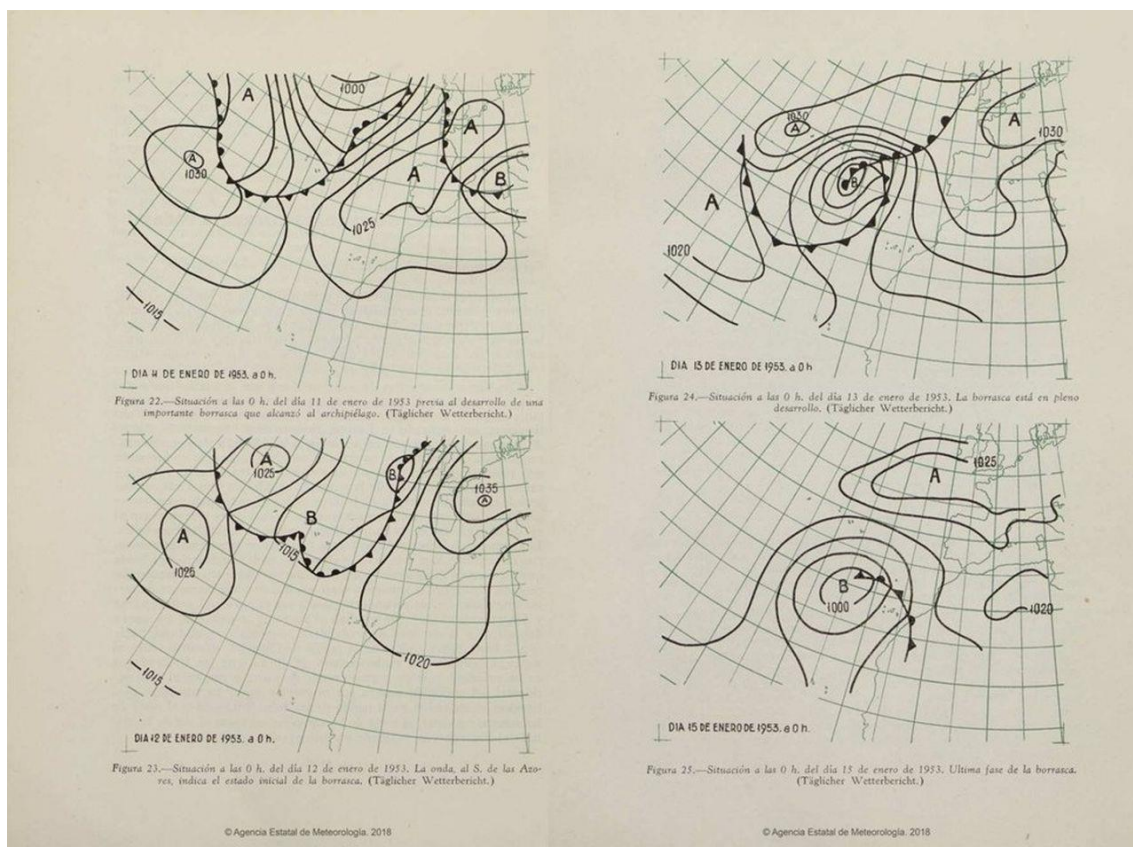 A
1000
A
A
1030
A
B
1025
1015
DIA 11 DE ENERO DE 1953. a 0 h.
Figura 22.—Situación a las 0 h. del día 11 de enero de 1953 previa al desarrollo de una
importante borrasca que alcanzó al archipiélago. (Täglicher Wetterbericht.)
A
1025
B
1035
A
B
A
1025
1015
1020
1015
DIA 12 DE ENERO DE 1953. a 0 h.
Figura 23.—Situación a las 0 h. del día 12 de enero de 1953. La onda, al S. de las Azo-
res, indica el estado inicial de la borrasca. (Täglicher Wetterbericht.)
© Agencia Estatal de Meteorología. 2018
1030
A
A
1030
B
A
1020
DIA 13 DE ENERO DE 1953. a 0 h
Figura 24.—Situación a las 0 h. del día 13 de enero de 1953. La borrasca está en pleno
desarrollo. (Täglicher Wetterbericht.)
1025
A
B
1000
1020
DIA 15 DE ENERO DE 1953. a 0 h.
Figura 25.—Situación a las 0 h. del día 15 de enero de 1953. Ultima fase de la borrasca.
(Täglicher Wetterbericht.)
© Agencia Estatal de Meteorología. 2018